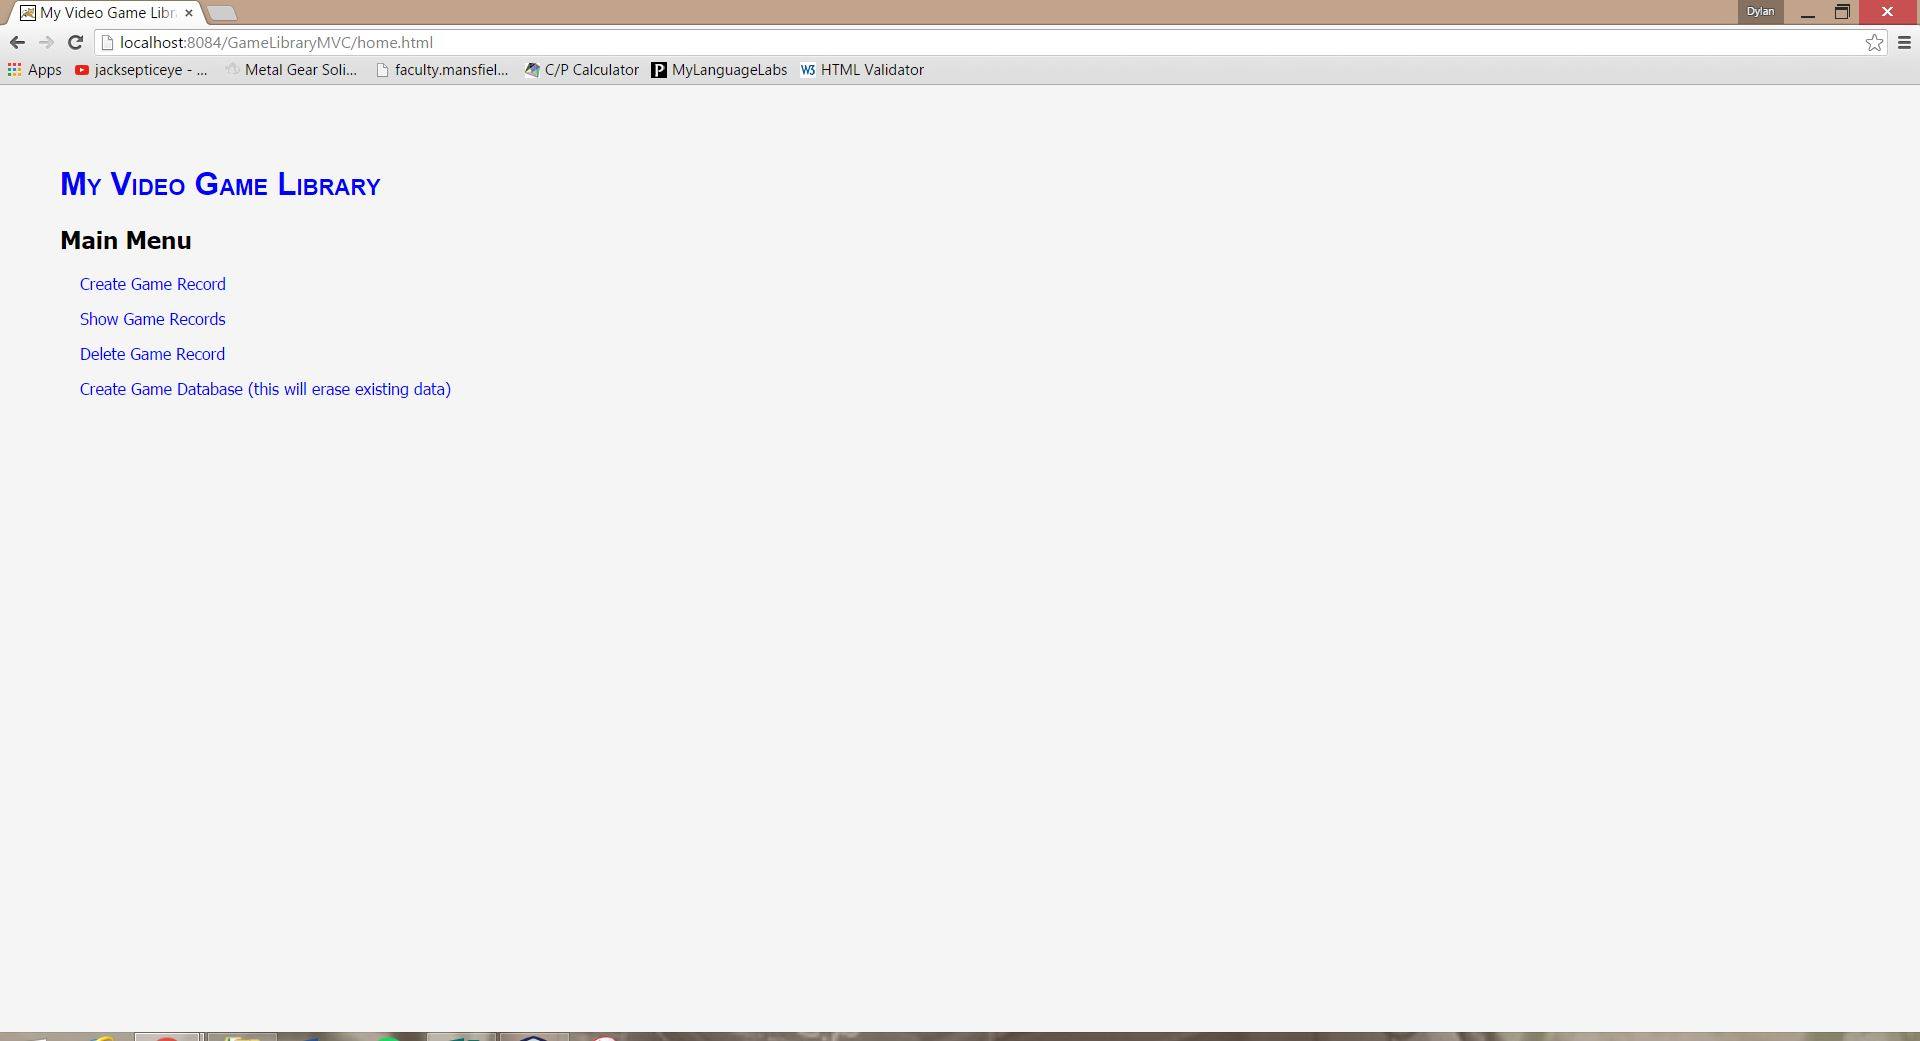 My Video Game Libr
Dylan
localhost:8084/GameLibraryMVC/home.html
Apps jacksepticeye - ... Metal Gear Soli... faculty.mansfiel... C/P Calculator P MyLanguageLabs W3 HTML Validator
My Video Game Library
Main Menu
Create Game Record
Show Game Records
Delete Game Record
Create Game Database (this will erase existing data)